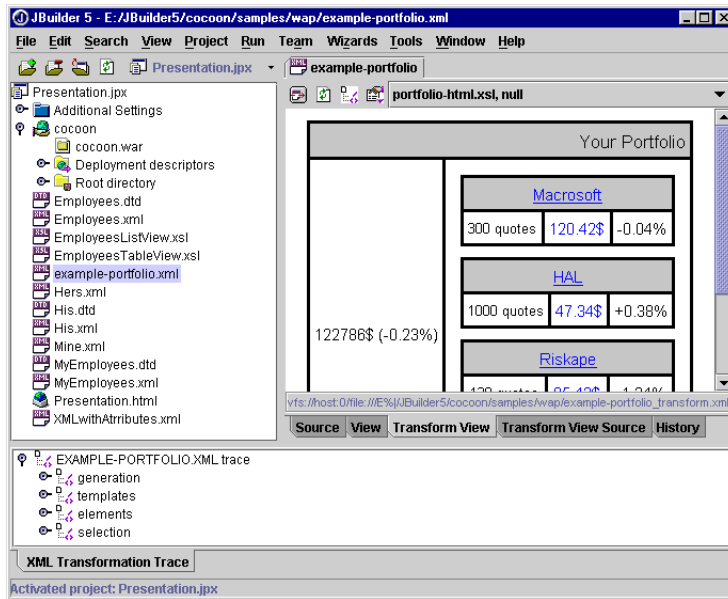 JBuilder 5 - E:/JBuilder5/cocoon/samples/wap/example-portfolio.xml
File Edit Search View Project Run Team Wizards Tools Window Help
Presentation.jpx
example-portfolio
Presentation.jpx
Additional Settings
cocoon
cocoon.war
Deployment descriptors
Root directory
Employees.dtd
Employees.xml
EmployeesListView.xsl
EmployeesTableView.xsl
example-portfolio.xml
Hers.xml
His.dtd
His.xml
Mine.xml
MyEmployees.dtd
MyEmployees.xml
Presentation.html
XMLwithAtrributes.xml
portfolio-html.xsl, null
Your Portfolio
122786$ (-0.23%)
Macrosoft
300 quotes 120.42$ -0.04%
HAL
1000 quotes 47.34$ +0.38%
Riskape
quotes
vfs://host:0/file:///E%|/JBuilder5/cocoon/samples/wap/example-portfolio_transform.xml
Source View Transform View Transform View Source History
EXAMPLE-PORTFOLIO.XML trace
generation
templates
elements
selection
XML Transformation Trace
Activated project: Presentation.jpx